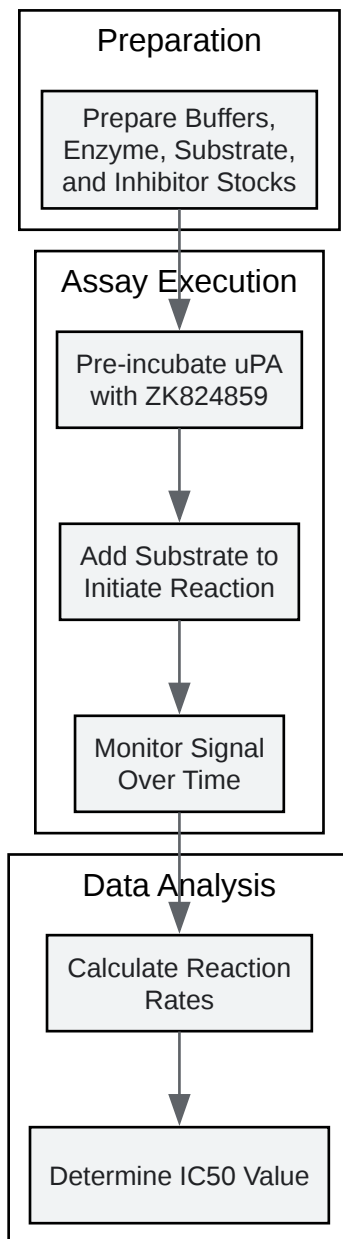 Preparation
Prepare Buffers,
Enzyme, Substrate,
and Inhibitor Stocks
Assay Execution
Pre-incubate uPA
with ZK824859
Add Substrate to
Initiate Reaction
Monitor Signal
Over Time
Data Analysis
Calculate Reaction
Rates
Determine IC50 Value